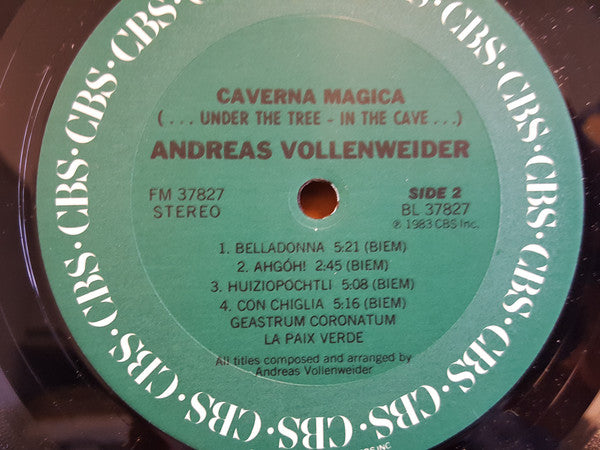 CBS·CBS·CBS·CBS·CBS·CBS·CBS·CBS·CBS·CBS·CBS·CBS·CBS
CAVERNA MAGICA
(... UNDER THE TREE - IN THE CAVE...)
ANDREAS VOLLENWEIDER
FM 37827
STEREO
SIDE 2
BL 37827
℗ 1983 CBS Inc.
1. BELLADONNA 5:21 (BIEM)
2. AHGÓH! 2:45 (BIEM)
3. HUIZIOPOCHTLI 5:08 (BIEM)
4. CON CHIGLIA 5:16 (BIEM)
GEASTRUM CORONATUM
LA PAIX VERDE
All titles composed and arranged by
Andreas Vollenweider
INC